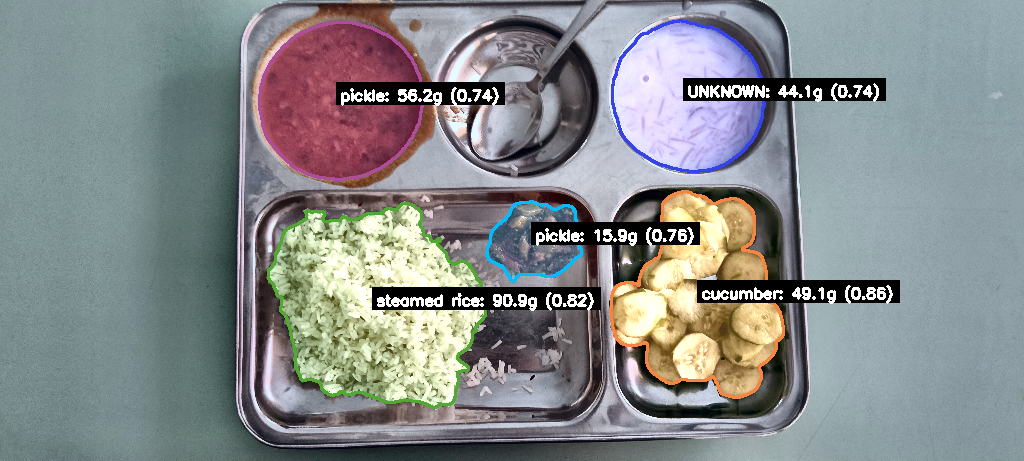 pickle: 56.2g (0.74)
UNKNOWN: 44.1g (0.74)
pickle: 15.9g (0.76)
steamed rice: 90.9g (0.82)
cucumber: 49.1g (0.86)